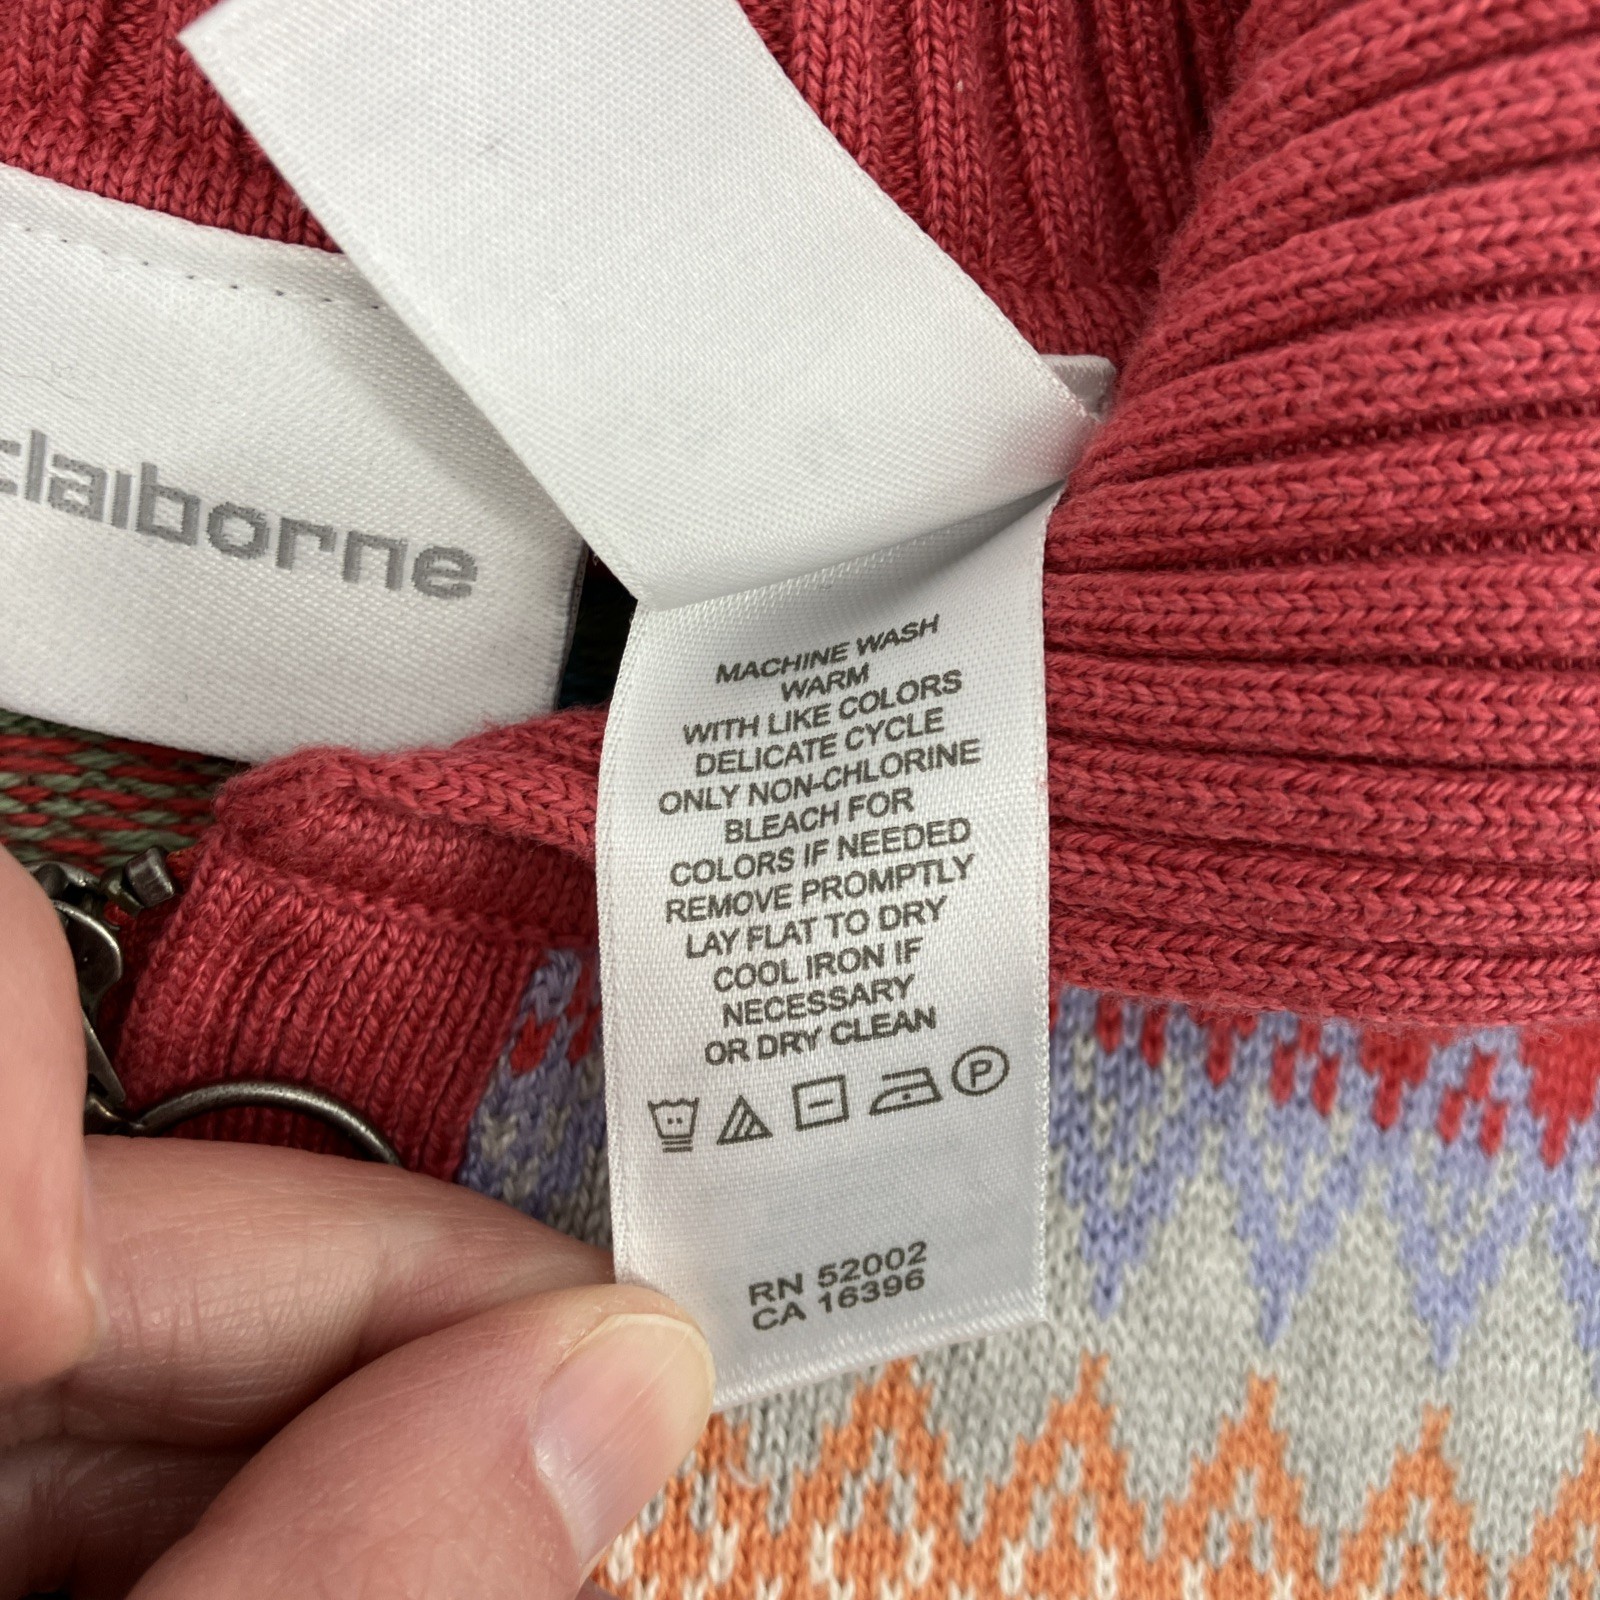 claiborne
MACHINE WASH
WARM
WITH LIKE COLORS
DELICATE CYCLE
ONLY NON-CHLORINE
BLEACH FOR
COLORS IF NEEDED
REMOVE PROMPTLY
LAY FLAT TO DRY
COOL IRON IF
NECESSARY
OR DRY CLEAN
P
RN 52002
CA 16396